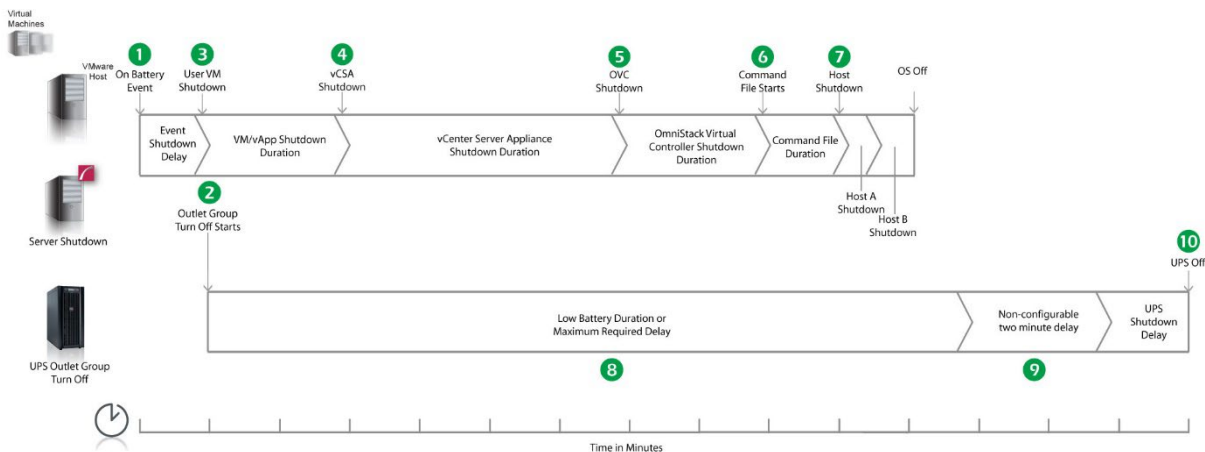 Virtual
Machines
VMware
Host
1
On Battery
Event
3
User VM
Shutdown
4
vCSA
Shutdown
5
OVC
Shutdown
6
Command
File Starts
7
Host
Shutdown
OS Off
Event
Shutdown
Delay
VM/vApp Shutdown
Duration
vCenter Server Appliance
Shutdown Duration
OmniStack Virtual
Controller Shutdown
Duration
Command File
Duration
Host A
Shutdown
Host B
Shutdown
Server Shutdown
2
Outlet Group
Turn Off Starts
10
UPS Off
Low Battery Duration or
Maximum Required Delay
Non-configurable
two minute delay
UPS
Shutdown
Delay
UPS Outlet Group
Turn Off
8
9
Time in Minutes